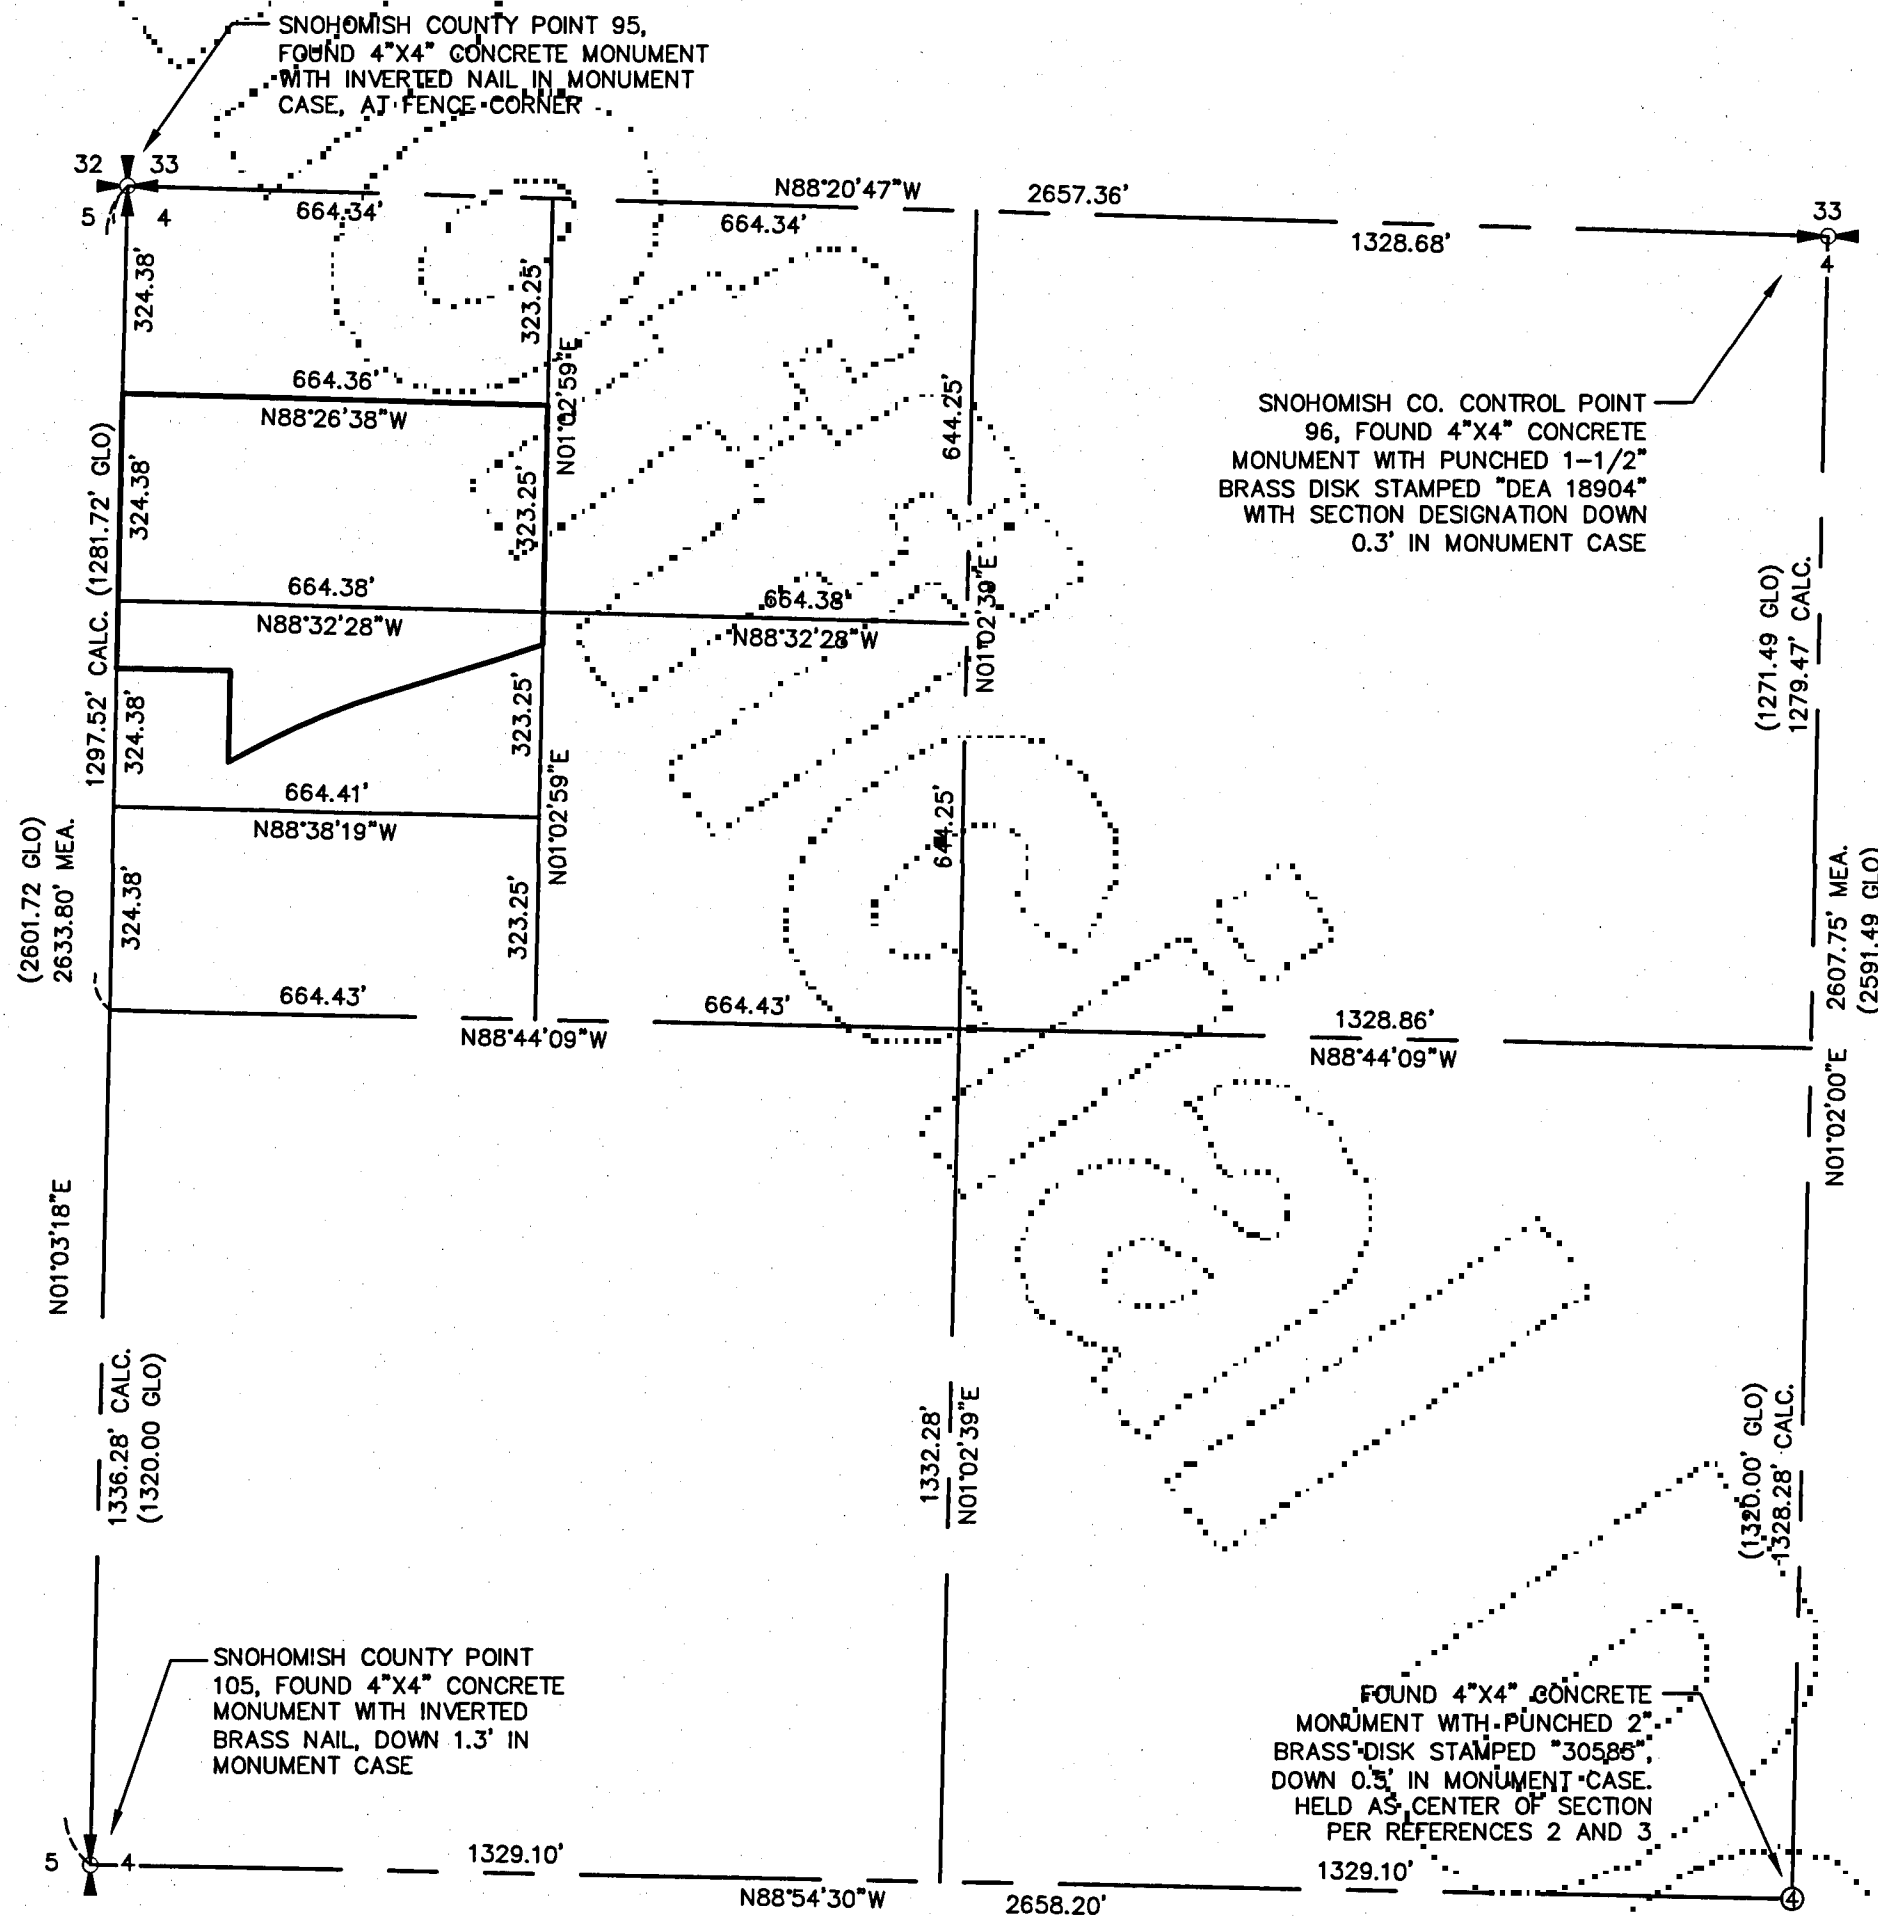 SNOHOMISH COUNTY POINT 95,
FOUND 4"X4" CONCRETE MONUMENT
WITH INVERTED NAIL IN MONUMENT
CASE, AT FENCE CORNER
32 33
5 4
664.34'
N88°20'47"W
664.34'
2657.36'
1328.68'
33
4
324.38'
323.25'
N01°02'59"E
664.36'
N88°26'38"W
644.25'
SNOHOMISH CO. CONTROL POINT
96, FOUND 4"X4" CONCRETE
MONUMENT WITH PUNCHED 1-1/2"
BRASS DISK STAMPED "DEA 18904"
WITH SECTION DESIGNATION DOWN
0.3' IN MONUMENT CASE
1297.52' CALC. (1281.72' GLO)
324.38'
323.25'
664.38'
N88°32'28"W
664.38'
N88°32'28"W
N01°02'39"E
(1271.49 GLO)
1279.47' CALC.
324.38'
323.25'
N01°02'59"E
664.41'
N88°38'19"W
644.25'
(2601.72 GLO)
2633.80' MEA.
324.38'
323.25'
2607.75' MEA.
(2591.49 GLO)
664.43'
N88°44'09"W
664.43'
1328.86'
N88°44'09"W
N01°02'00"E
N01°03'18"E
1336.28' CALC.
(1320.00 GLO)
1332.28'
N01°02'39"E
(1320.00' GLO)
1328.28' CALC.
SNOHOMISH COUNTY POINT
105, FOUND 4"X4" CONCRETE
MONUMENT WITH INVERTED
BRASS NAIL, DOWN 1.3' IN
MONUMENT CASE
FOUND 4"X4" CONCRETE
MONUMENT WITH PUNCHED 2"
BRASS DISK STAMPED "30585",
DOWN 0.5' IN MONUMENT CASE.
HELD AS CENTER OF SECTION
PER REFERENCES 2 AND 3
5 4
1329.10'
N88°54'30"W
2658.20'
1329.10'
4